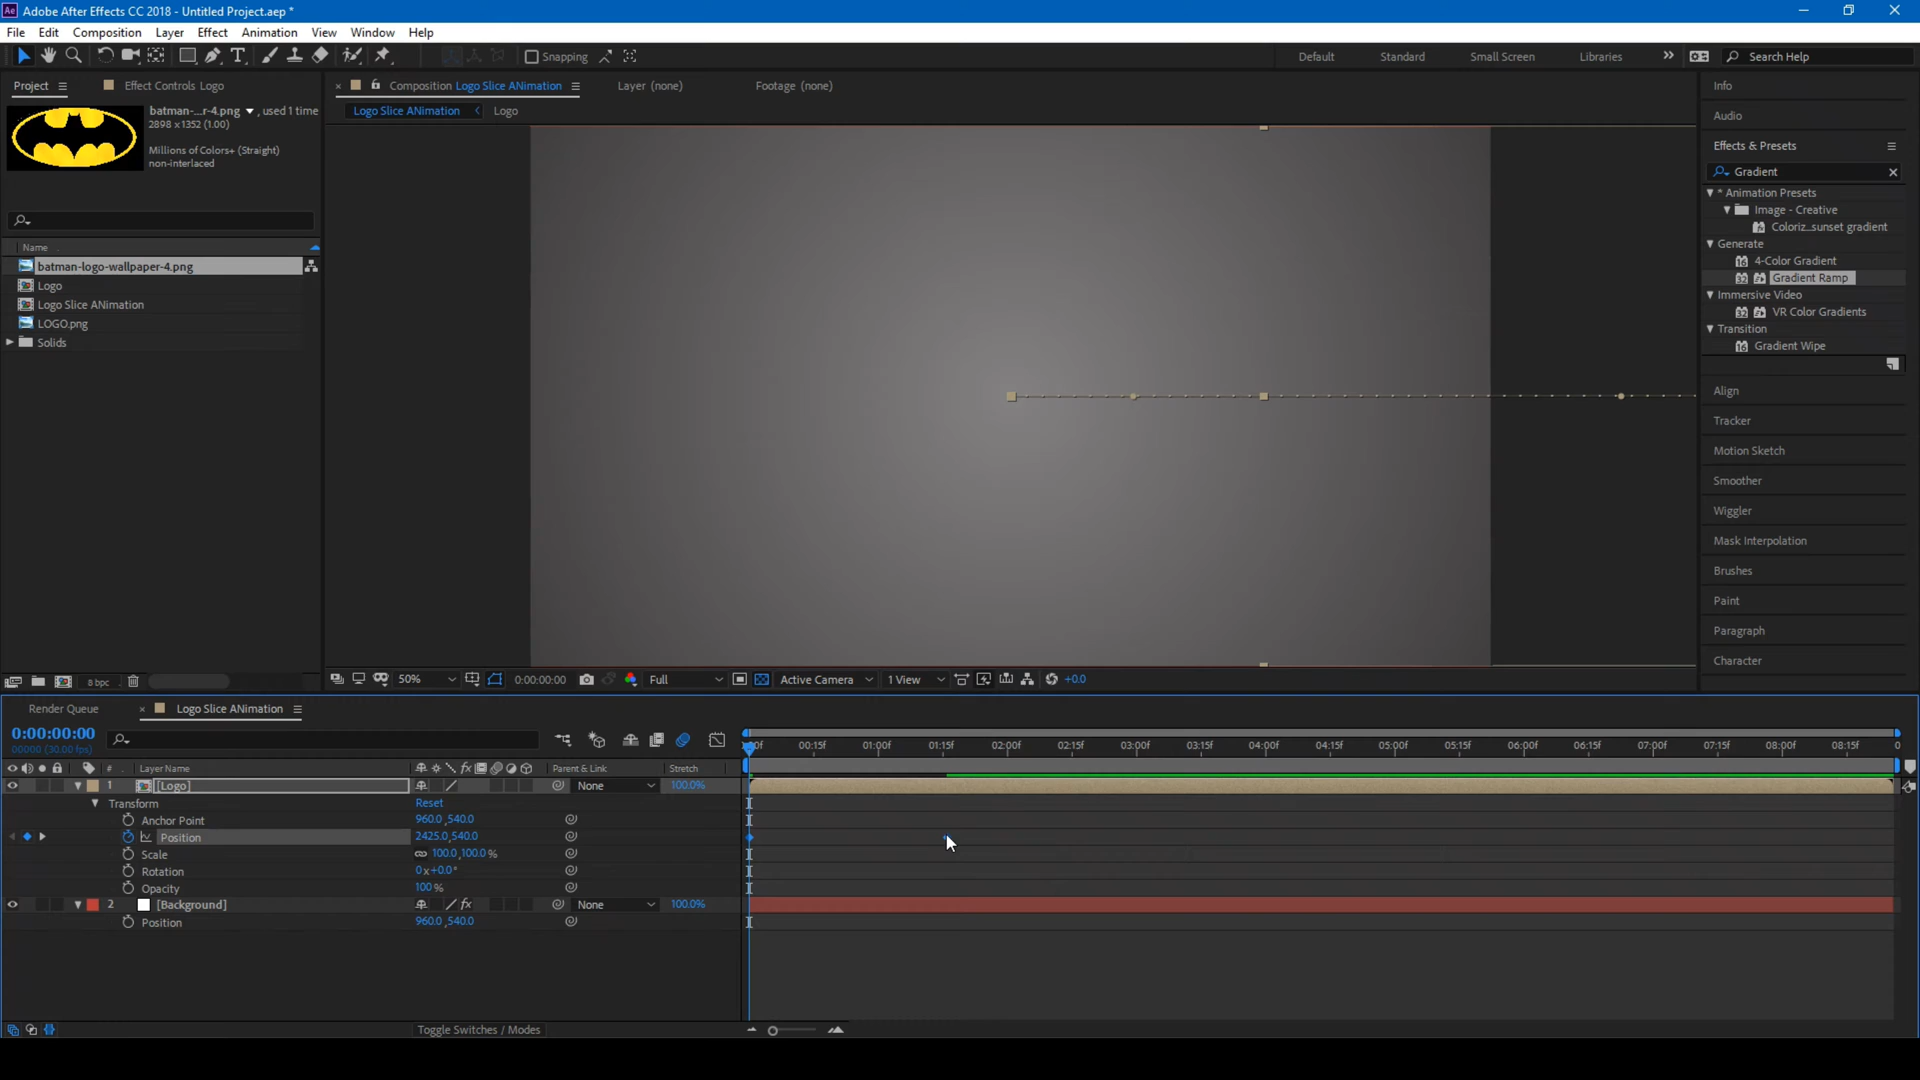 Adobe After Effects CC 2018 - Untitled Project.aep *
File Edit Composition Layer Effect Animation View Window Help
Snapping Default Standard Small Screen Libraries Search Help
Project Effect Controls Logo
batman-...r-4.png ▼ , used 1 time
2898 x1352 (1.00)
Millions of Colors+ (Straight)
non-interlaced
Name
batman-logo-wallpaper-4.png
Logo
Logo Slice ANimation
LOGO.png
Solids
8 bpc
Composition Logo Slice ANimation Layer (none) Footage (none)
Logo Slice ANimation Logo
50% 0:00:00:00 Full Active Camera 1 View +0.0
Info
Audio
Effects & Presets
Gradient
* Animation Presets
Image - Creative
Coloriz...sunset gradient
Generate
4-Color Gradient
Gradient Ramp
Immersive Video
VR Color Gradients
Transition
Gradient Wipe
Align
Tracker
Motion Sketch
Smoother
Wiggler
Mask Interpolation
Brushes
Paint
Paragraph
Character
Render Queue Logo Slice ANimation
0:00:00:00
00000 (30.00 fps)
00f 00:15f 01:00f 01:15f 02:00f 02:15f 03:00f 03:15f 04:00f 04:15f 05:00f 05:15f 06:00f 06:15f 07:00f 07:15f 08:00f 08:15f 0
# Layer Name Parent & Link Stretch
1 [Logo] None 100.0%
Transform Reset
Anchor Point 960.0,540.0
Position 2425.0,540.0
Scale 100.0,100.0%
Rotation 0x+0.0°
Opacity 100%
2 [Background] None 100.0%
Position 960.0,540.0
Toggle Switches / Modes